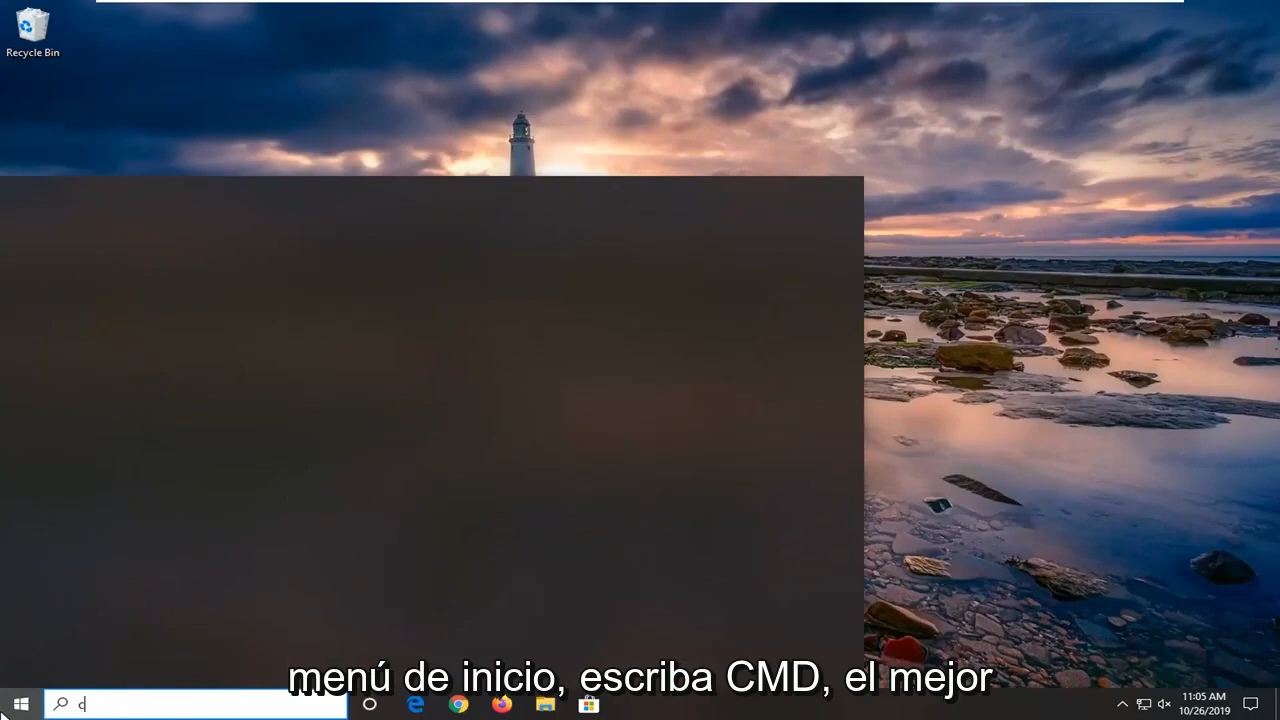 Recycle Bin
menú de inicio, escriba CMD, el mejor
c
11:05 AM
10/26/2019